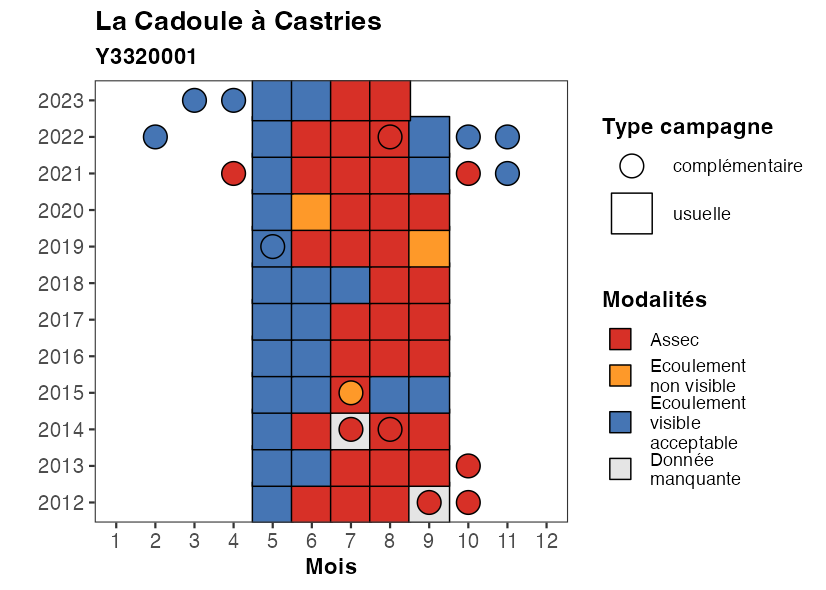 La Cadoule à Castries
Y3320001
2023
2022
2021
2020
2019
2018
2017
2016
2015
2014
2013
2012
1 2 3 4 5 6 7 8 9 10 11 12
Mois
Type campagne
complémentaire
usuelle
Modalités
Assec
Ecoulement
non visible
Ecoulement
visible
acceptable
Donnée
manquante